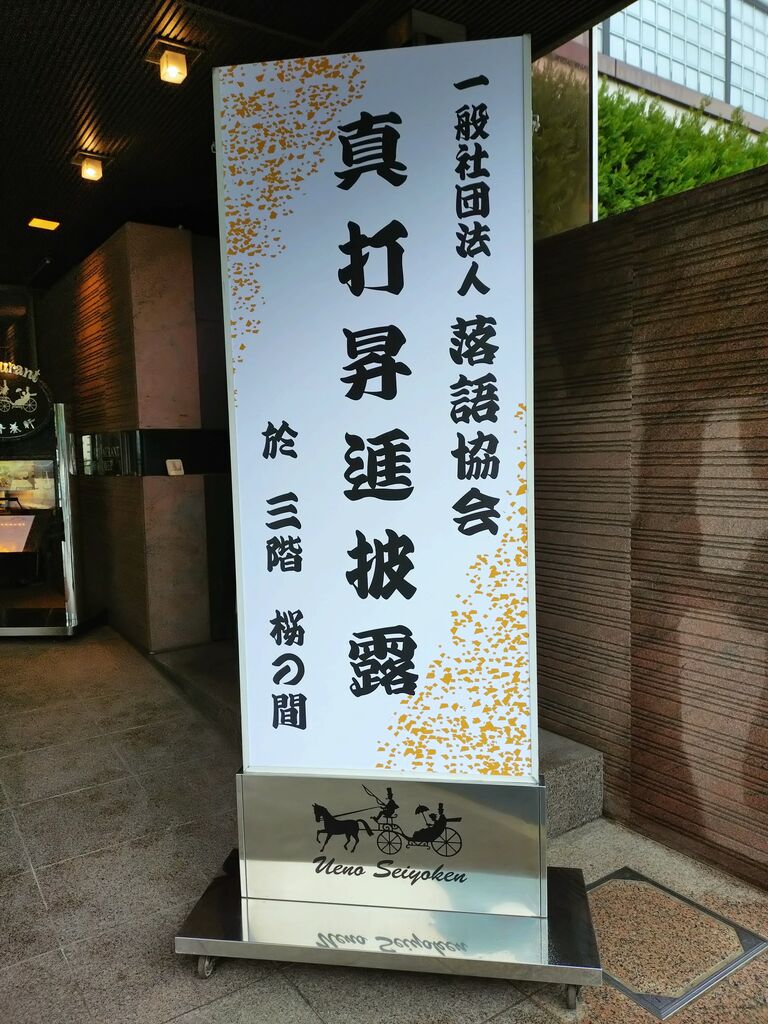 一般社団法人 落語協会
真打昇進披露
於 三階 桜の間
Ueno Seiyoken